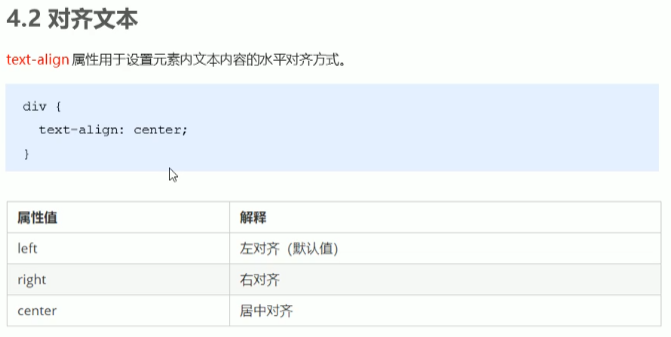 4.2 对齐文本
text-align 属性用于设置元素内文本内容的水平对齐方式。
div {
  text-align: center;
}
属性值 解释
left 左对齐（默认值）
right 右对齐
center 居中对齐